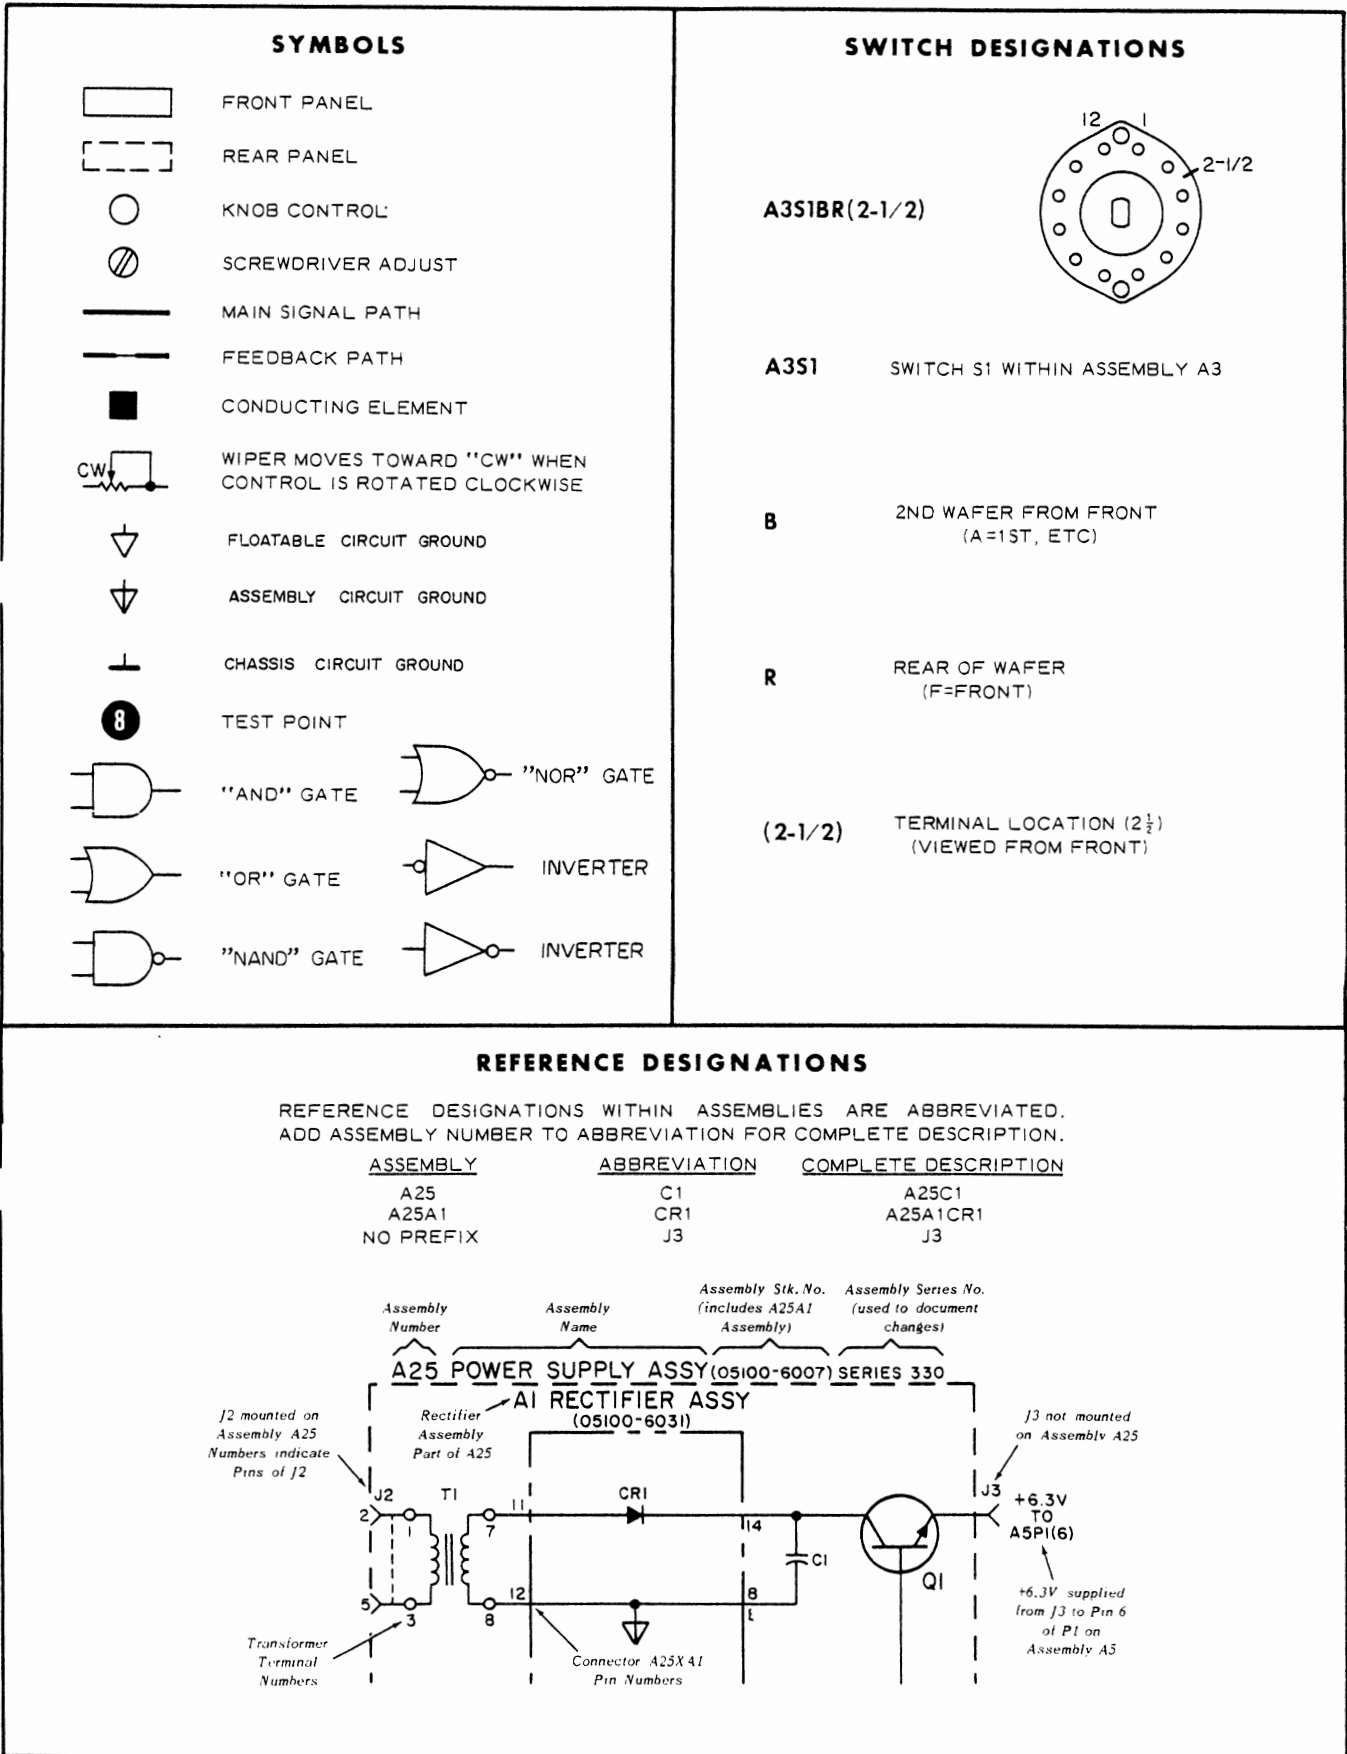 SYMBOLS
FRONT PANEL
REAR PANEL
KNOB CONTROL
SCREWDRIVER ADJUST
MAIN SIGNAL PATH
FEEDBACK PATH
CONDUCTING ELEMENT
CW
WIPER MOVES TOWARD "CW" WHEN
CONTROL IS ROTATED CLOCKWISE
FLOATABLE CIRCUIT GROUND
ASSEMBLY CIRCUIT GROUND
CHASSIS CIRCUIT GROUND
8
TEST POINT
"AND" GATE
"NOR" GATE
"OR" GATE
INVERTER
"NAND" GATE
INVERTER
SWITCH DESIGNATIONS
12 1
2-1/2
A3S1BR(2-1/2)
A3S1 SWITCH S1 WITHIN ASSEMBLY A3
B 2ND WAFER FROM FRONT
(A=1ST, ETC)
R REAR OF WAFER
(F=FRONT)
(2-1/2) TERMINAL LOCATION (2½)
(VIEWED FROM FRONT)
REFERENCE DESIGNATIONS
REFERENCE DESIGNATIONS WITHIN ASSEMBLIES ARE ABBREVIATED.
ADD ASSEMBLY NUMBER TO ABBREVIATION FOR COMPLETE DESCRIPTION.
ASSEMBLY ABBREVIATION COMPLETE DESCRIPTION
A25 C1 A25C1
A25A1 CR1 A25A1CR1
NO PREFIX J3 J3
Assembly
Number
Assembly
Name
Assembly Stk. No.
(includes A25A1
Assembly)
Assembly Series No.
(used to document
changes)
A25 POWER SUPPLY ASSY (05100-6007) SERIES 330
A1 RECTIFIER ASSY
(05100-6031)
J2 mounted on
Assembly A25
Numbers indicate
Pins of J2
Rectifier
Assembly
Part of A25
J3 not mounted
on Assembly A25
J2
T1
CR1
J3
2
1
7
11
14
C1
Q1
+6.3V
TO
A5P1(6)
5
3
8
12
8
+6.3V supplied
from J3 to Pin 6
of P1 on
Assembly A5
Transformer
Terminal
Numbers
Connector A25XA1
Pin Numbers